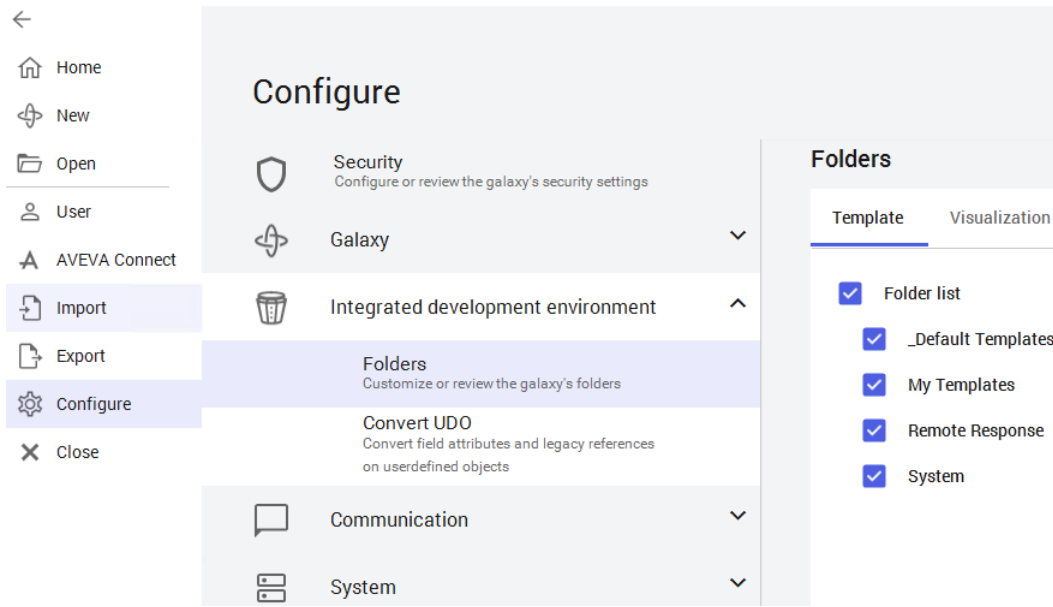 Home
New
Open
User
AVEVA Connect
Import
Export
Configure
Close
Configure
Security
Configure or review the galaxy's security settings
Galaxy
Integrated development environment
Folders
Customize or review the galaxy's folders
Convert UDO
Convert field attributes and legacy references
on userdefined objects
Communication
System
Folders
Template Visualization
Folder list
_Default Templates
My Templates
Remote Response
System